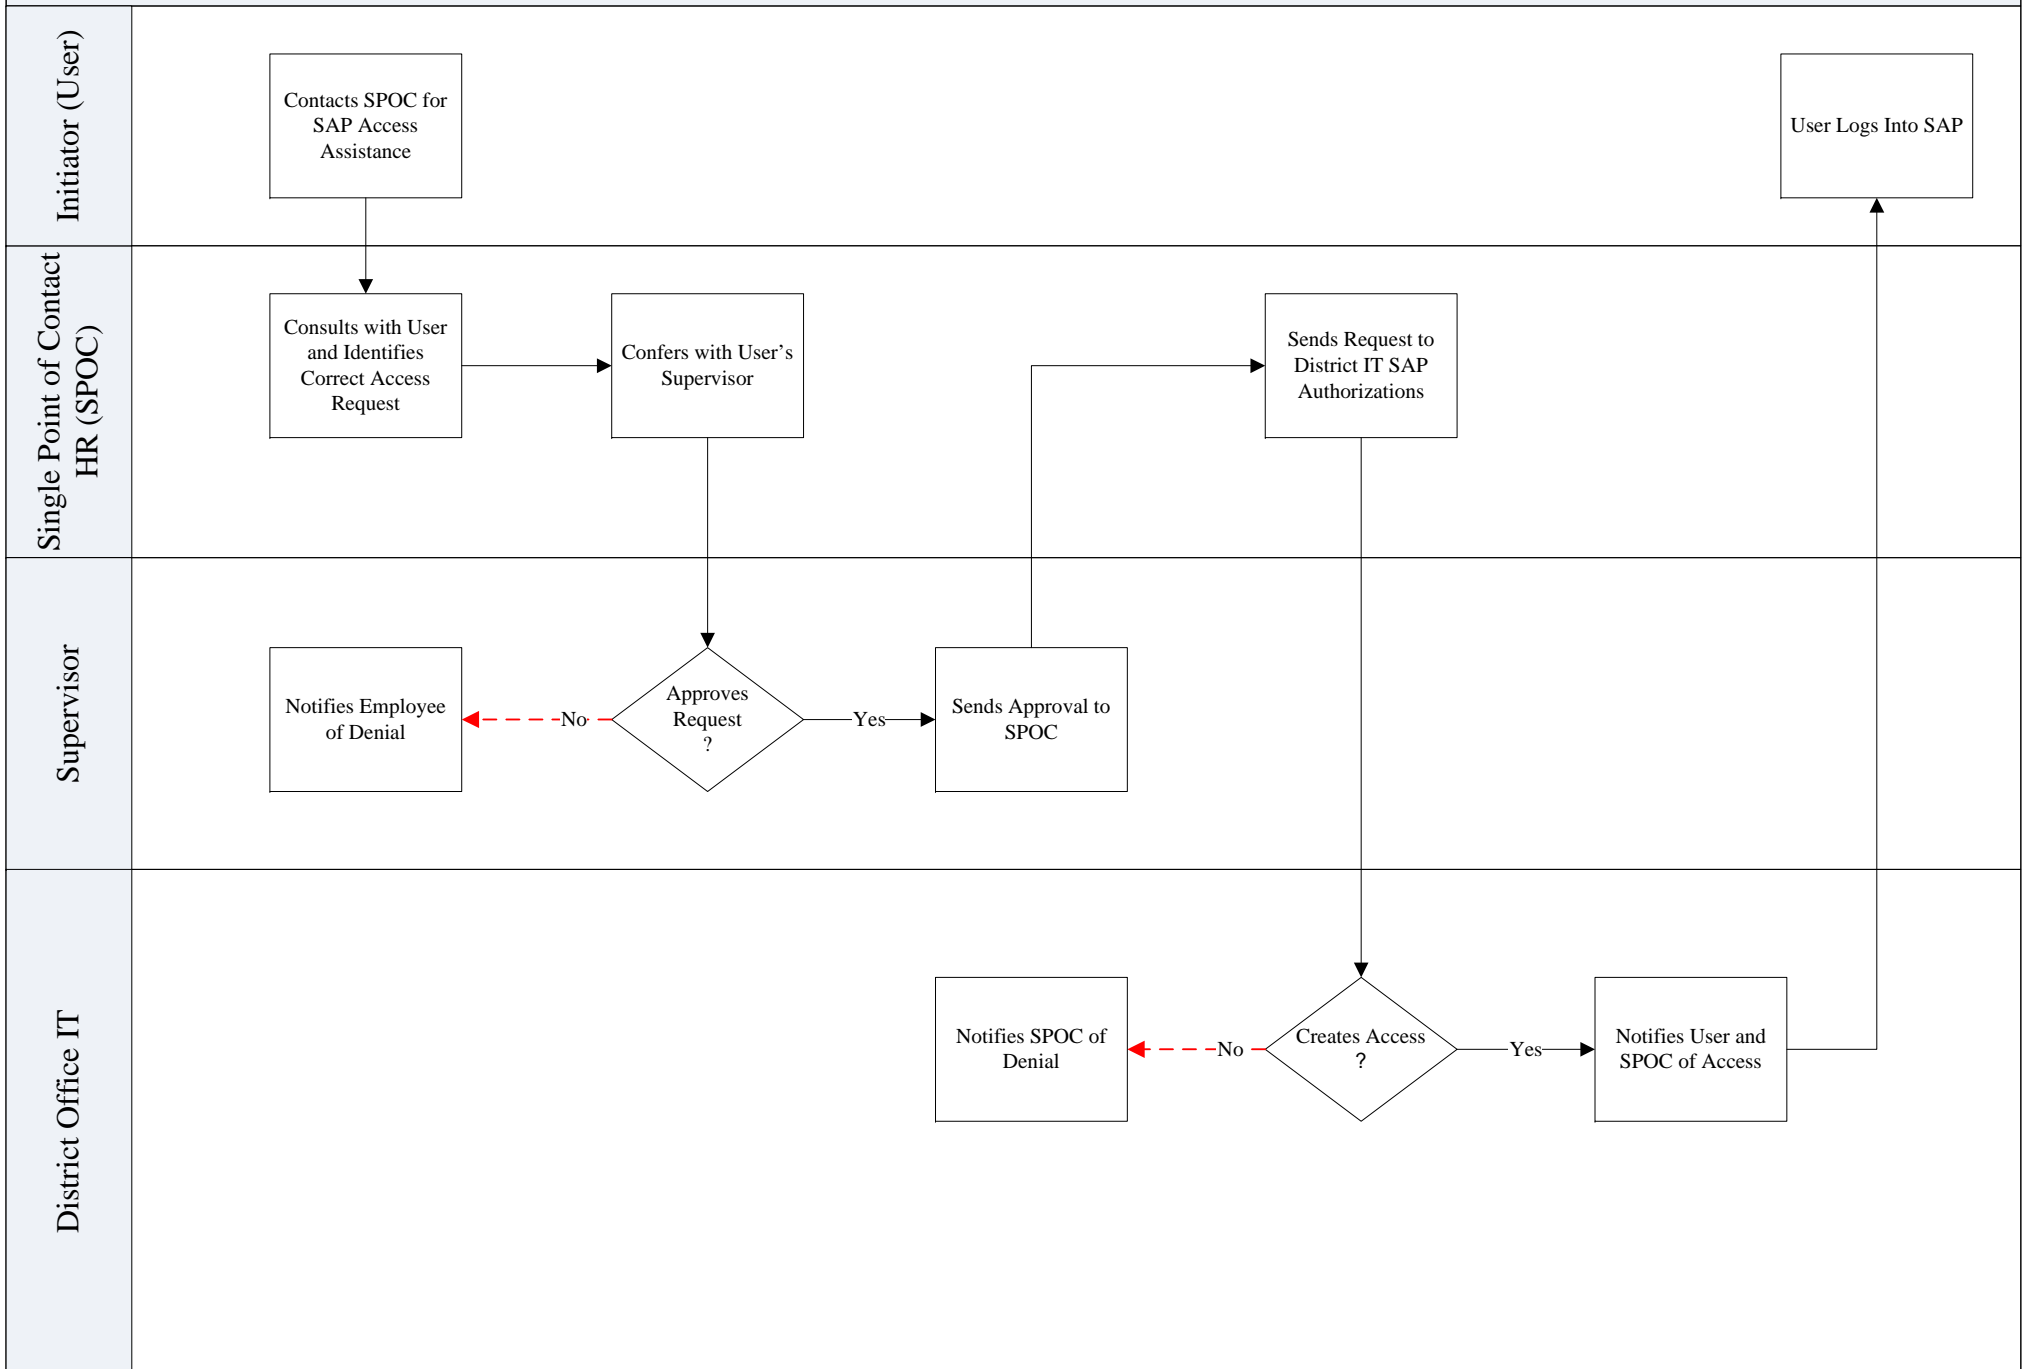 Initiator (User)
Contacts SPOC for
SAP Access
Assistance
User Logs Into SAP
Single Point of Contact
HR (SPOC)
Consults with User
and Identifies
Correct Access
Request
Confers with User’s
Supervisor
Sends Request to
District IT SAP
Authorizations
Supervisor
Notifies Employee
of Denial
No
Approves
Request
?
Yes
Sends Approval to
SPOC
District Office IT
Notifies SPOC of
Denial
No
Creates Access
?
Yes
Notifies User and
SPOC of Access